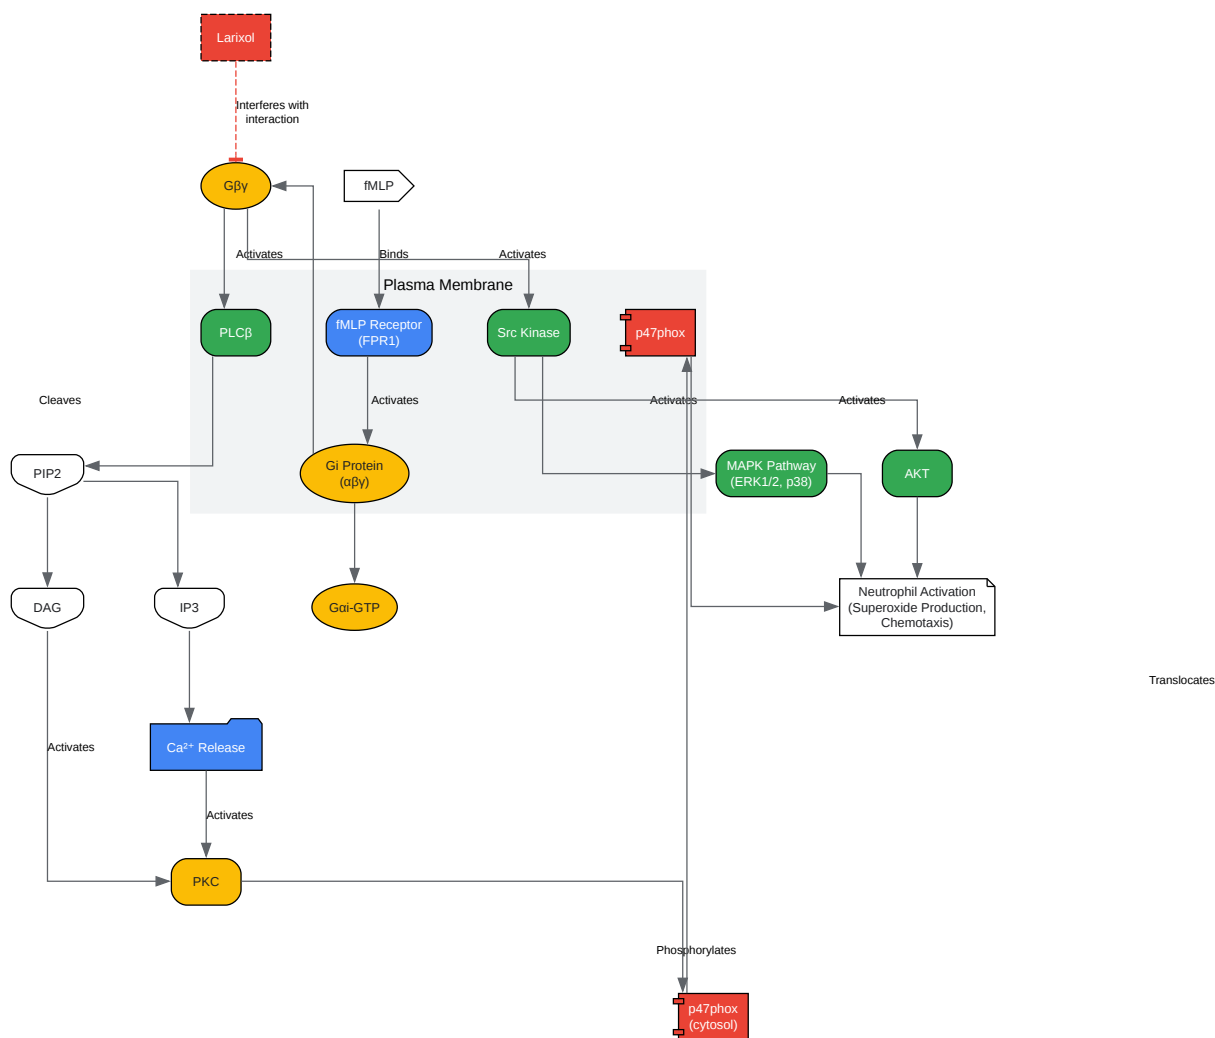 Larixol
Interferes with
interaction
Gβγ
fMLP
Activates
Binds
Activates
Plasma Membrane
PLCβ
fMLP Receptor
(FPR1)
Src Kinase
p47phox
Cleaves
Activates
Activates
Activates
PIP2
Gi Protein
(αβγ)
MAPK Pathway
(ERK1/2, p38)
AKT
DAG
IP3
Gαi-GTP
Neutrophil Activation
(Superoxide Production,
Chemotaxis)
Translocates
Activates
Ca²⁺ Release
Activates
PKC
Phosphorylates
p47phox
(cytosol)